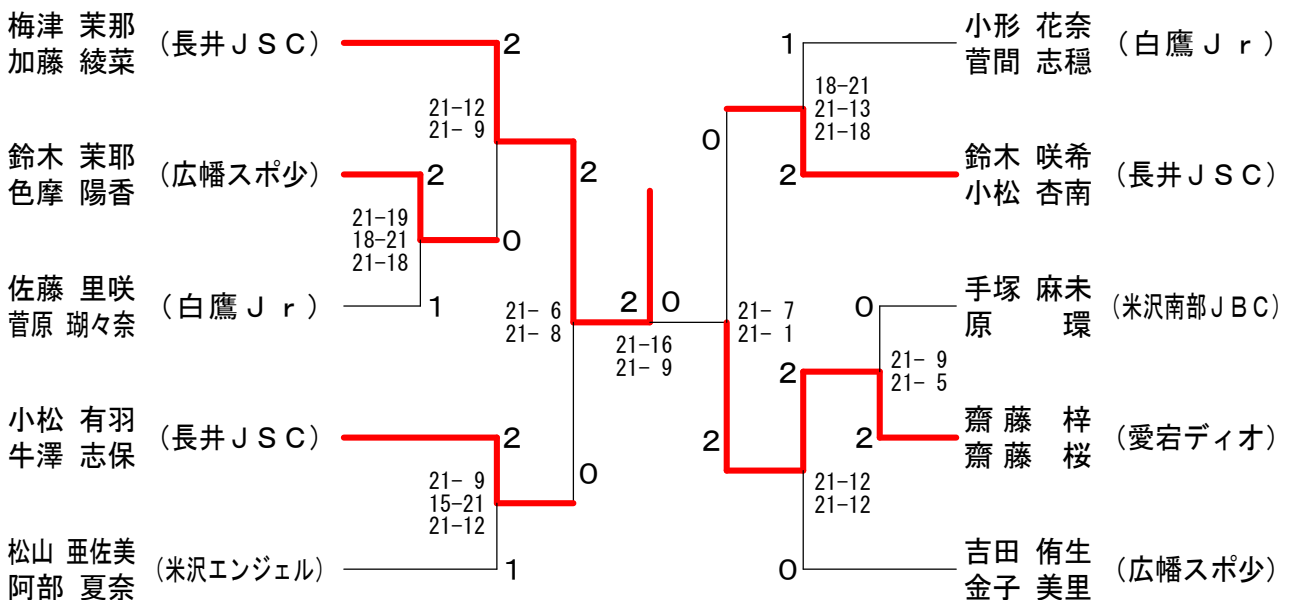 梅津 茉那
加藤 綾菜
(長井ＪＳＣ)
2
21-12
21- 9
鈴木 茉耶
色摩 陽香
(広幡スポ少)
2
21-19
18-21
21-18
0
佐藤 里咲
菅原 瑚々奈
(白鷹Ｊｒ)
1
2
21- 6
21- 8
小松 有羽
牛澤 志保
(長井ＪＳＣ)
2
21- 9
15-21
21-12
0
松山 亜佐美
阿部 夏奈
(米沢エンジェル)
1
2
0
21-16
21- 9
小形 花奈
菅間 志穏
(白鷹Ｊｒ)
1
18-21
21-13
21-18
0
鈴木 咲希
小松 杏南
(長井ＪＳＣ)
2
手塚 麻未
原 環
(米沢南部ＪＢＣ)
0
21- 7
21- 1
21- 9
21- 5
2
齋藤 梓
齋藤 桜
(愛宕ディオ)
2
2
21-12
21-12
吉田 侑生
金子 美里
(広幡スポ少)
0